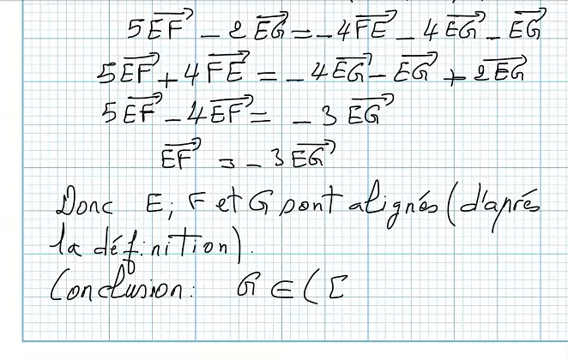 5EF⃗ - 2EG⃗ = -4FE⃗ - 4EG⃗ - EG⃗
5EF⃗ + 4FE⃗ = -4EG⃗ - EG⃗ + 2EG⃗
5EF⃗ - 4EF⃗ = -3EG⃗
EF⃗ = -3EG⃗
Donc E; F et G sont alignés (d'après
la définition).
Conclusion: G ∈ (E